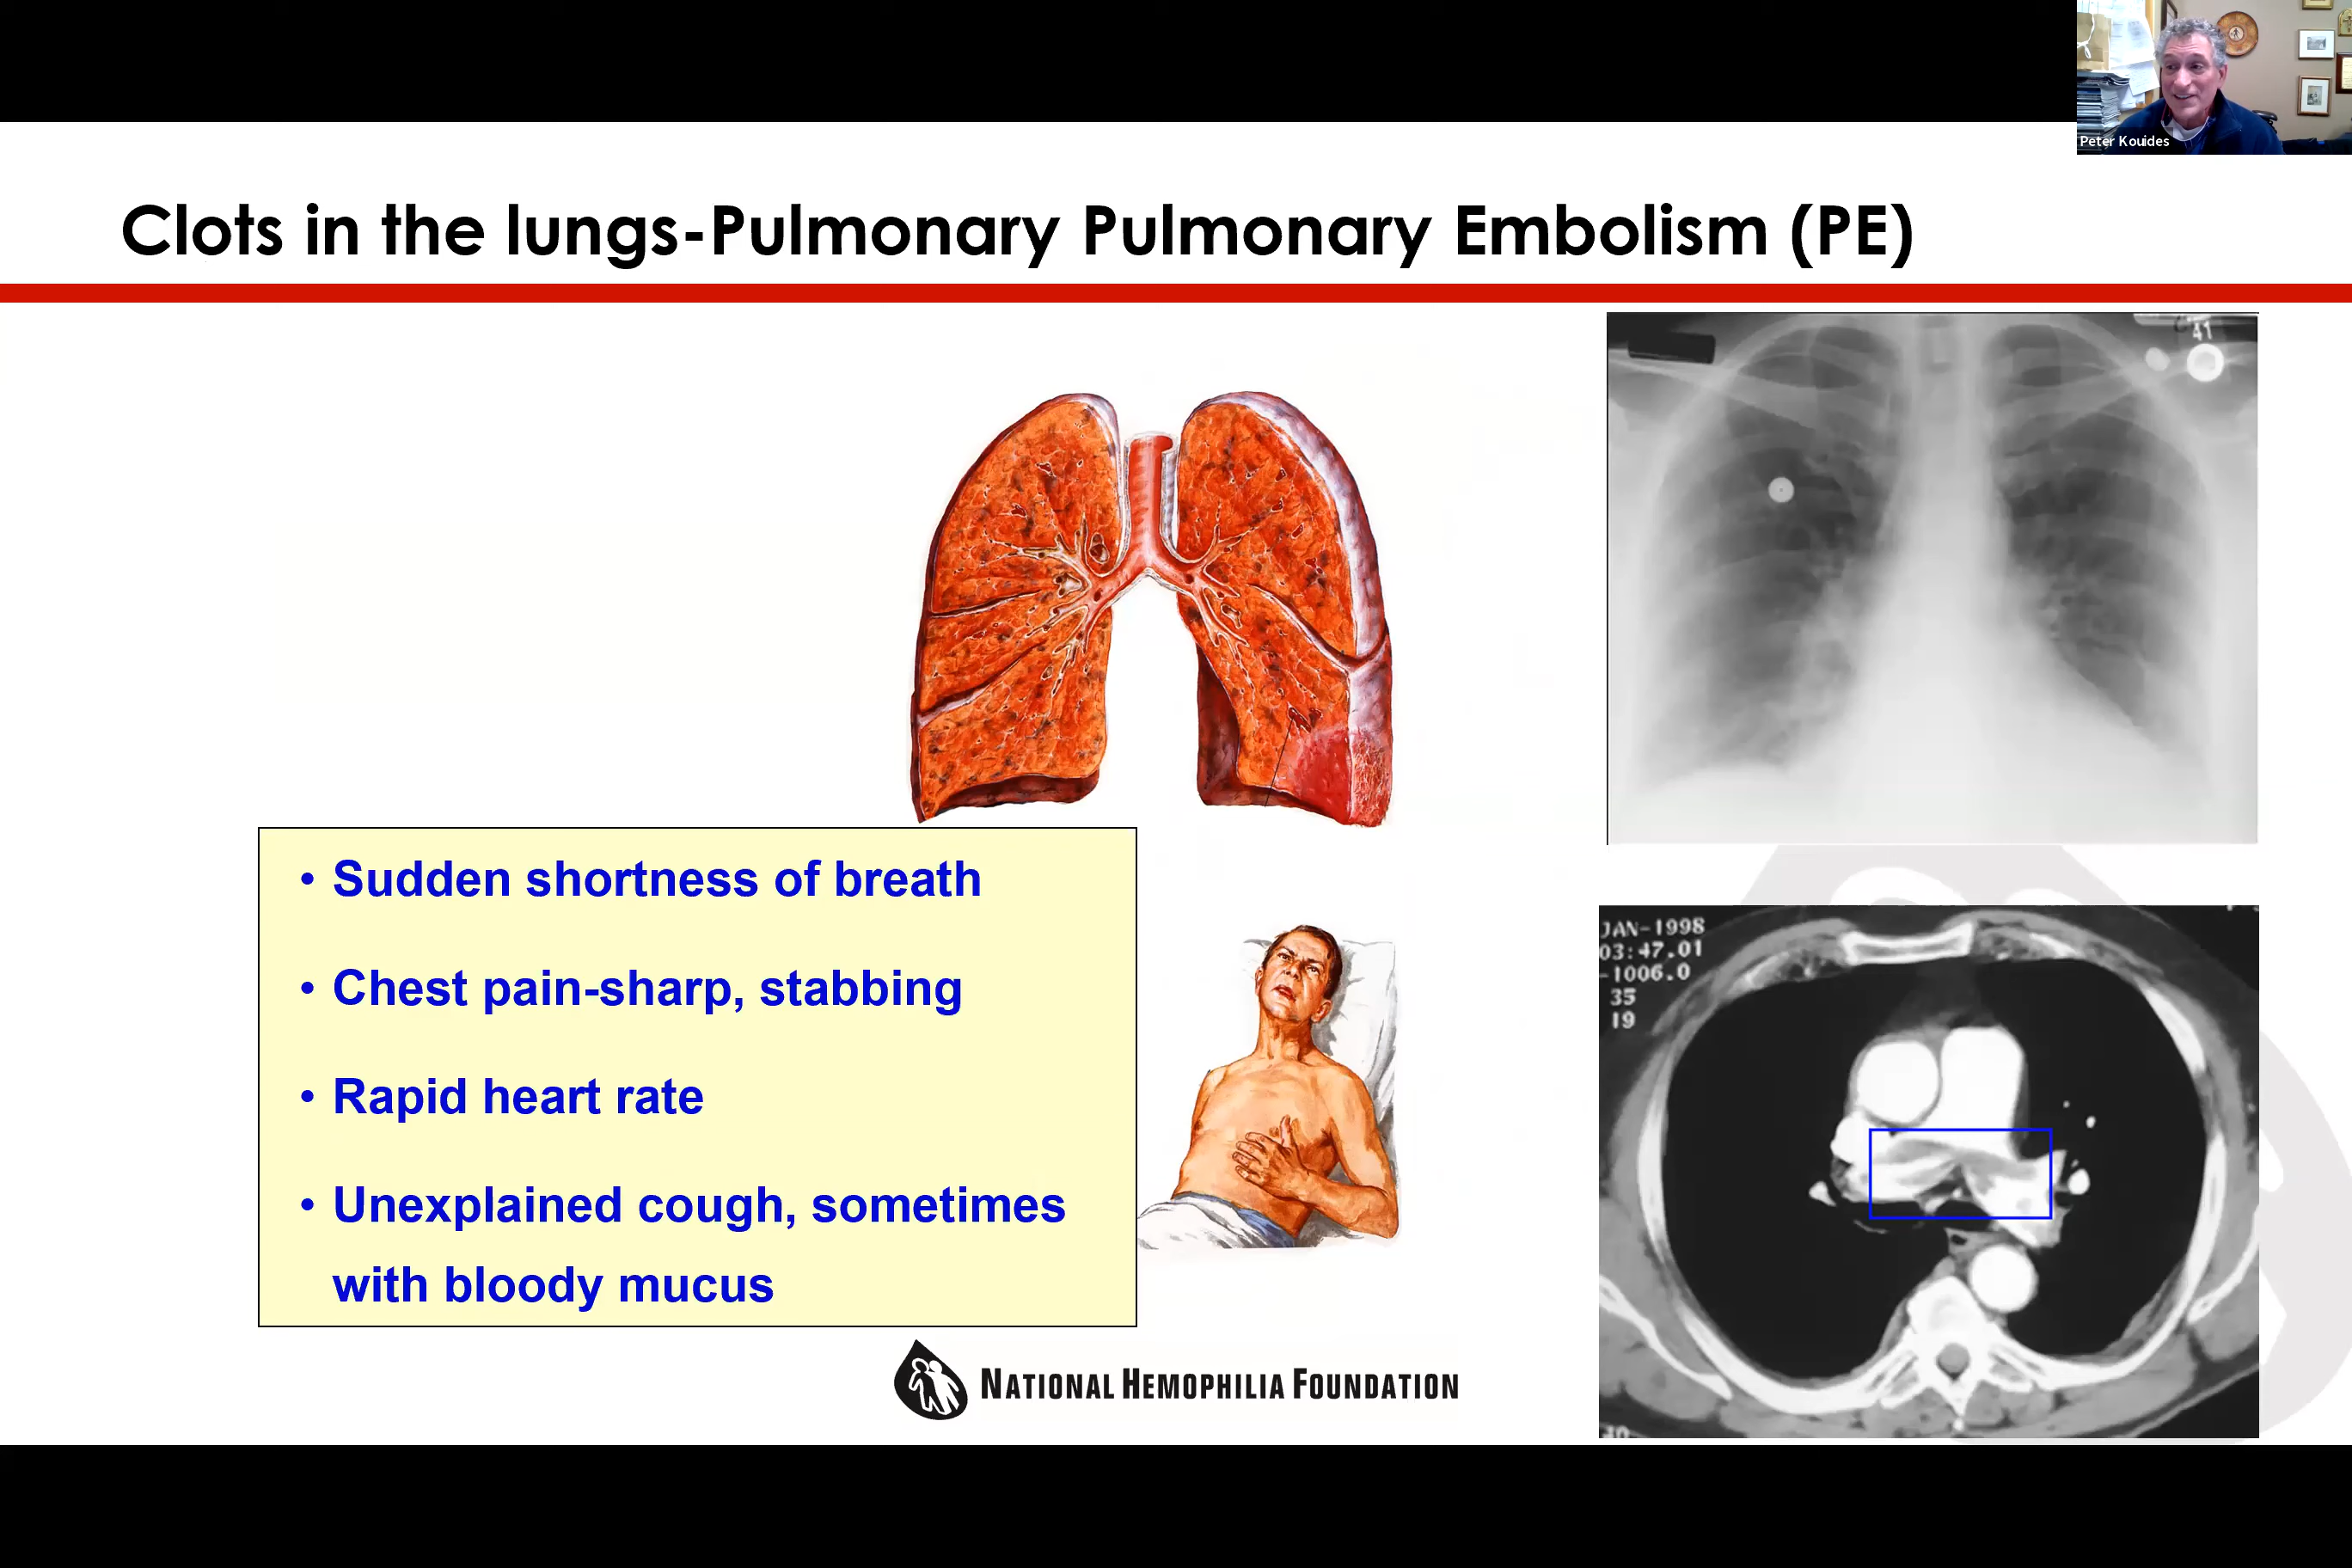 Peter Kouides
Clots in the lungs-Pulmonary Pulmonary Embolism (PE)
41
• Sudden shortness of breath
• Chest pain-sharp, stabbing
• Rapid heart rate
• Unexplained cough, sometimes
with bloody mucus
JAN-1998
03:47.01
-1006.0
35
19
NATIONAL HEMOPHILIA FOUNDATION